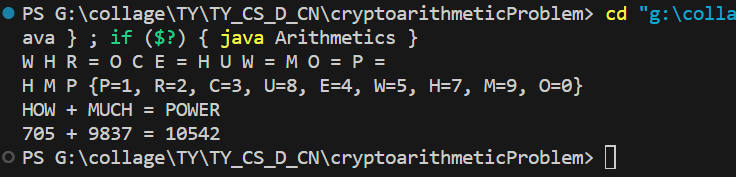 PS G:\collage\TY\TY_CS_D_CN\cryptoarithmeticProblem> cd "g:\colla
ava } ; if ($?) { java Arithmetics }
W H R = O C E = H U W = M O = P =
H M P {P=1, R=2, C=3, U=8, E=4, W=5, H=7, M=9, O=0}
HOW + MUCH = POWER
705 + 9837 = 10542
PS G:\collage\TY\TY_CS_D_CN\cryptoarithmeticProblem>